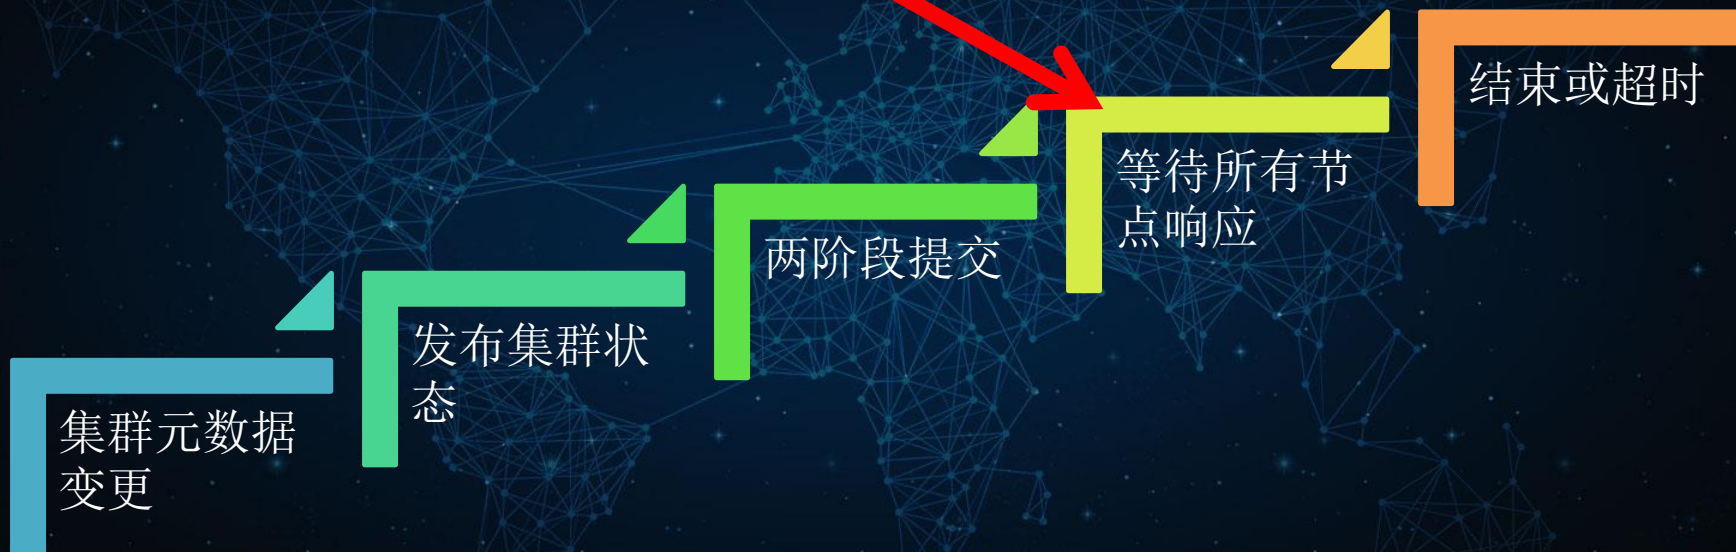 集群元数据
变更
发布集群状
态
两阶段提交
等待所有节
点响应
结束或超时